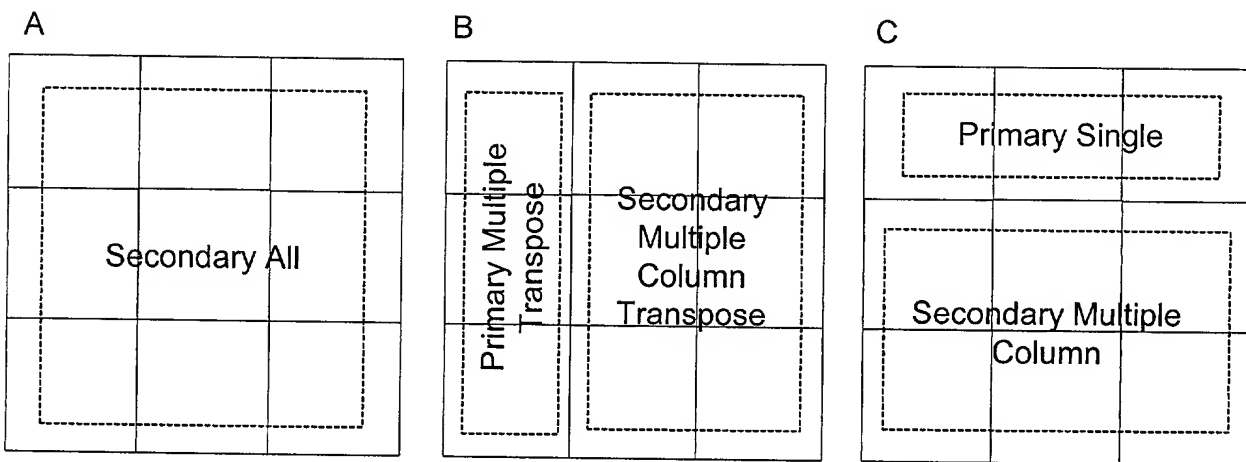 A
B
C
Secondary All
Primary Multiple
Transpose
Secondary
Multiple
Column
Transpose
Primary Single
Secondary Multiple
Column